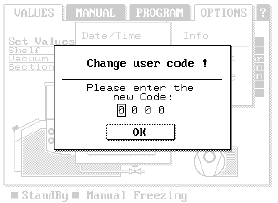 VALUES MANUAL PROGRAM OPTIONS ?
Date/Time Info
Set Values
Shelf
Vacuum
Section
Change user code !
Please enter the
new Code:
0 0 0 0
OK
StandBy Manual Freezing